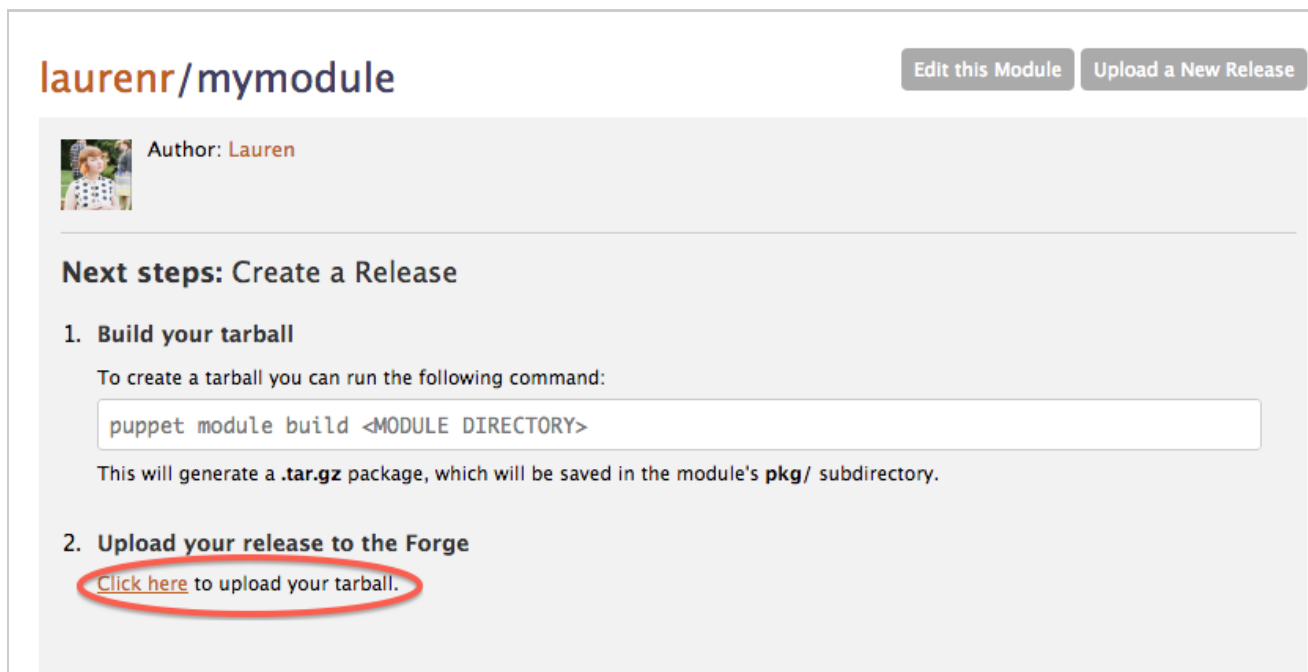 laurenr/mymodule
Edit this Module
Upload a New Release
Author: Lauren
Next steps: Create a Release
1. Build your tarball
To create a tarball you can run the following command:
puppet module build <MODULE DIRECTORY>
This will generate a .tar.gz package, which will be saved in the module's pkg/ subdirectory.
2. Upload your release to the Forge
Click here to upload your tarball.